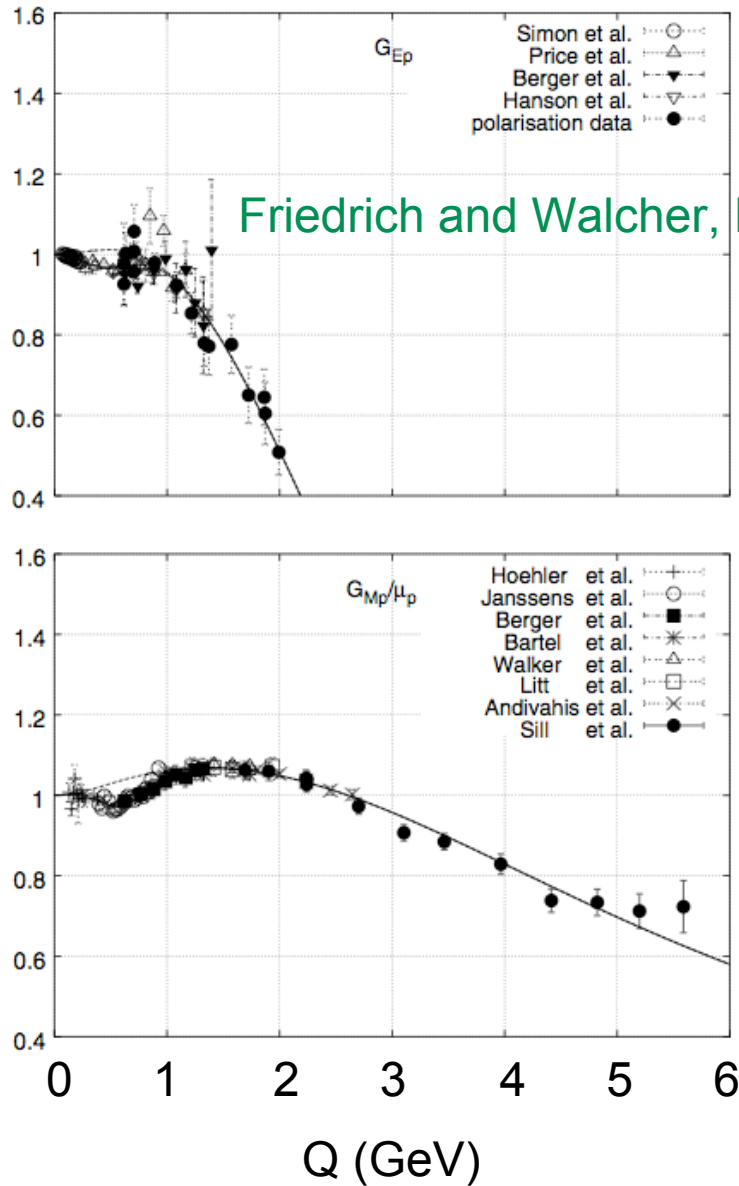 1.6
1.4
1.2
1
0.8
0.6
0.4
G_Ep
Simon et al.
Price et al.
Berger et al.
Hanson et al.
polarisation data
Friedrich and Walcher,
1.6
1.4
1.2
1
0.8
0.6
0.4
G_Mp/μ_p
Hoehler et al.
Janssens et al.
Berger et al.
Bartel et al.
Walker et al.
Litt et al.
Andivahis et al.
Sill et al.
0 1 2 3 4 5 6
Q (GeV)